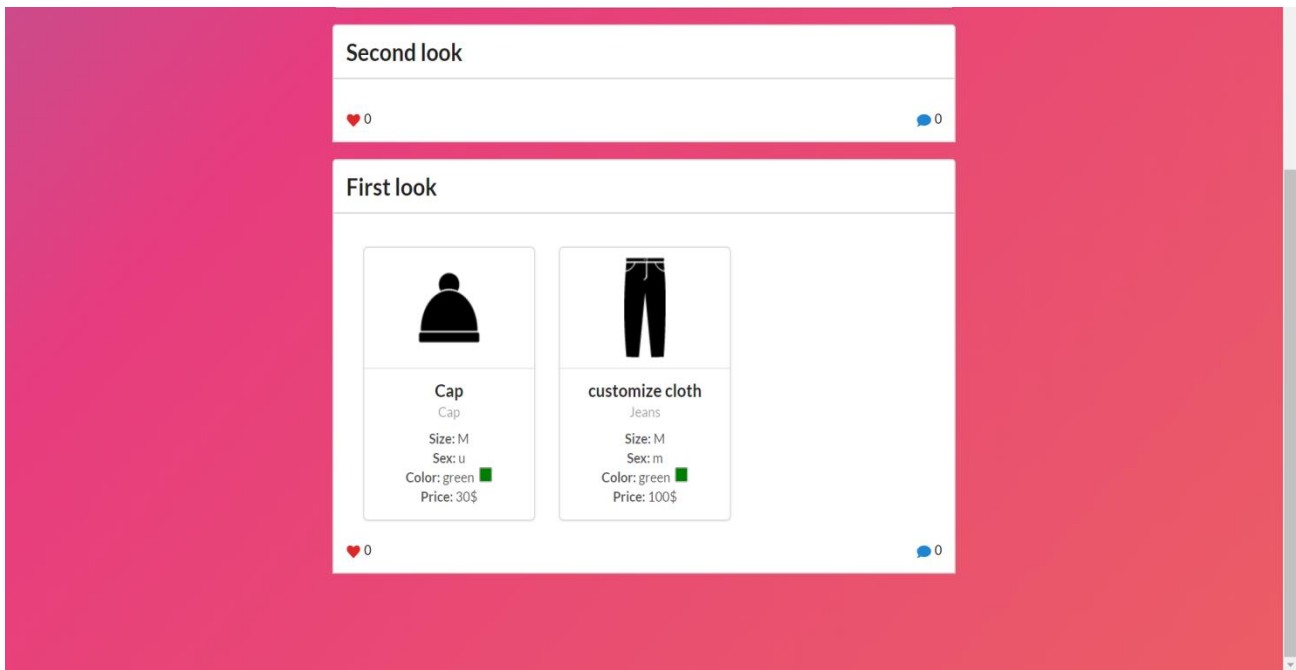 Second look
0
0
First look
Cap
Cap
Size: M
Sex: u
Color: green
Price: 30$
customize cloth
Jeans
Size: M
Sex: m
Color: green
Price: 100$
0
0